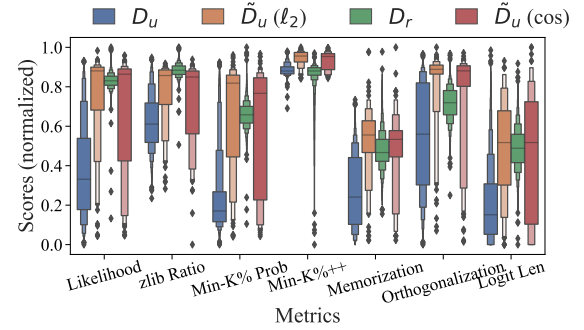 D_u D̃_u (ℓ_2) D_r D̃_u (cos)
Scores (normalized)
1.0
0.8
0.6
0.4
0.2
0.0
Likelihood zlib Ratio Min-K% Prob Min-K%++ Memorization Orthogonalization Logit Len
Metrics